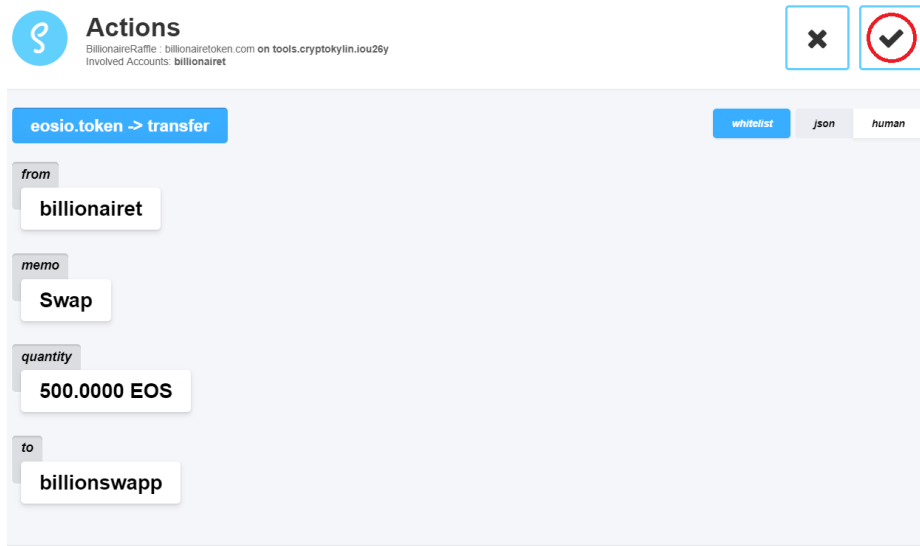 Actions
BillionaireRaffle : billionairetoken.com on tools.cryptokylin.iou26y
Involved Accounts: billionairet
eosio.token -> transfer
whitelist json human
from
billionairet
memo
Swap
quantity
500.0000 EOS
to
billionswapp